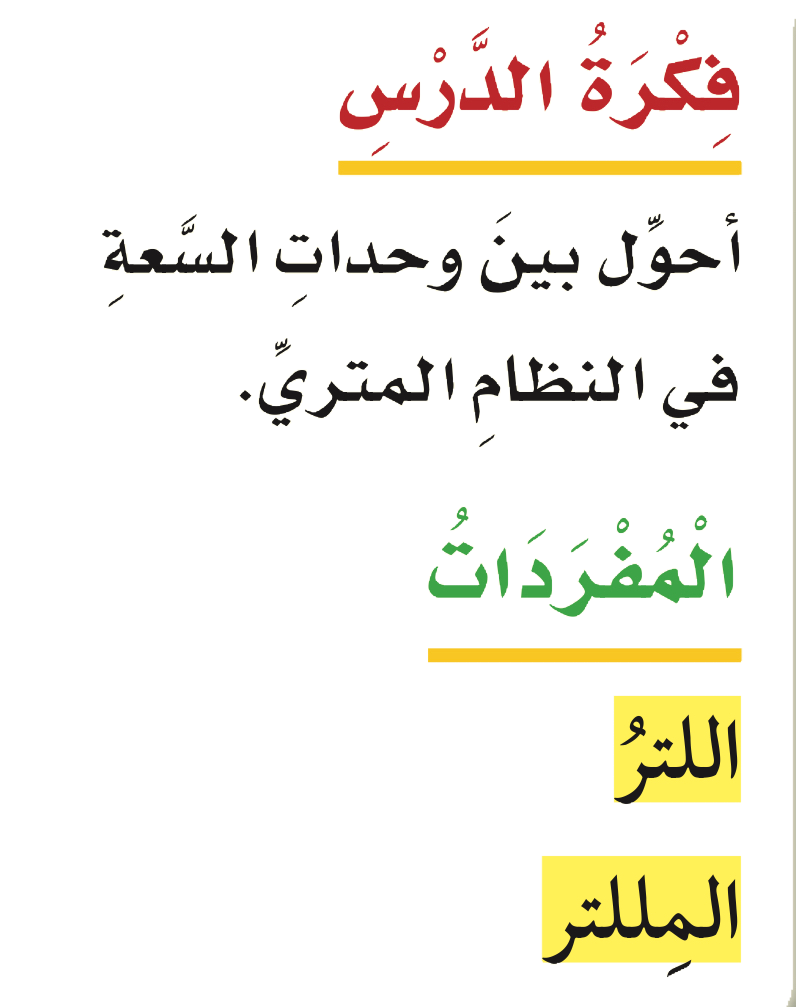 فِكْرَةُ الدَّرْسِ
أحوِّل بينَ وحداتِ السَّعةِ
في النظامِ المتريِّ.
الْمُفْرَدَاتُ
اللترُ
المِللتر